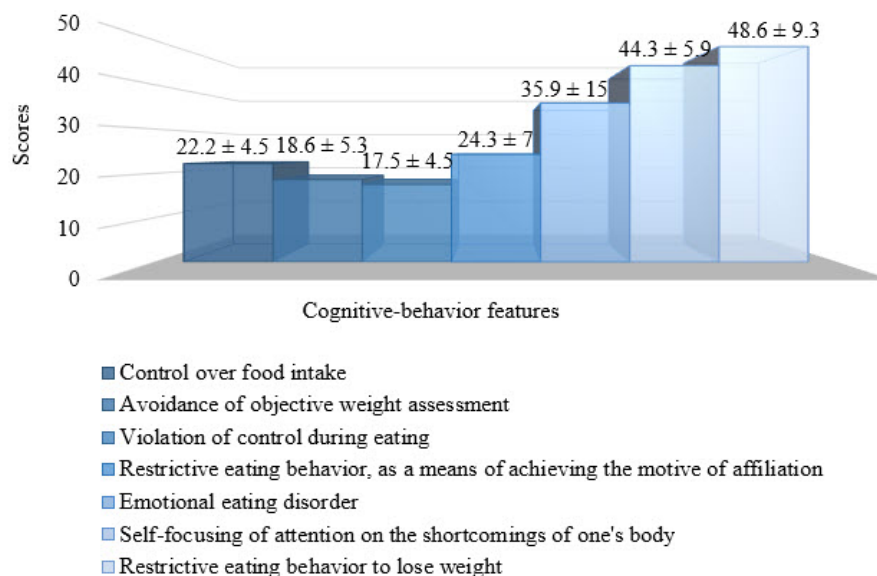 50
48.6 ± 9.3
44.3 ± 5.9
40
35.9 ± 15
30
22.2 ± 4.5
18.6 ± 5.3
17.5 ± 4.5
24.3 ± 7
20
10
0
Scores
Cognitive-behavior features
Control over food intake
Avoidance of objective weight assessment
Violation of control during eating
Restrictive eating behavior, as a means of achieving the motive of affiliation
Emotional eating disorder
Self-focusing of attention on the shortcomings of one's body
Restrictive eating behavior to lose weight